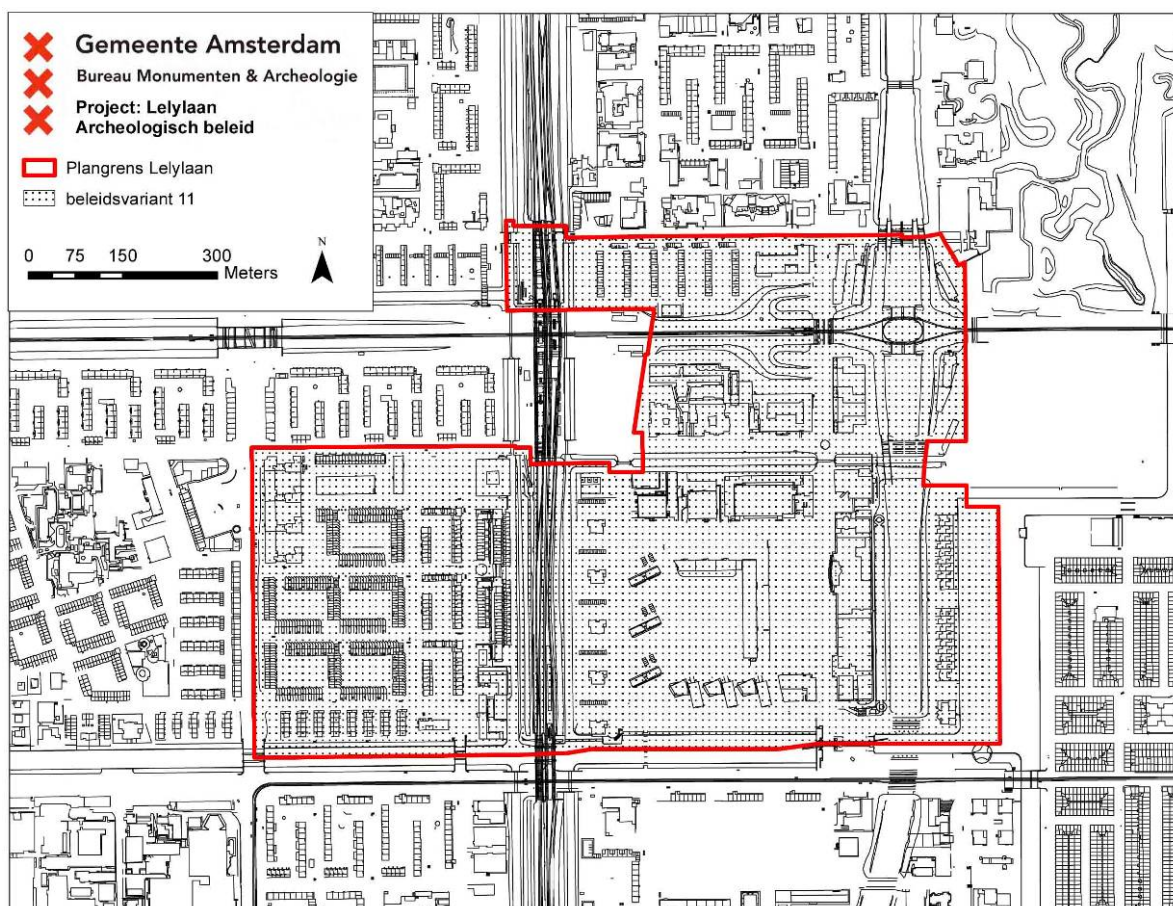 Gemeente Amsterdam
Bureau Monumenten & Archeologie
Project: Lelylaan
Archeologisch beleid
Plangrens Lelylaan
beleidsvariant 11
0 75 150 300 Meters
N